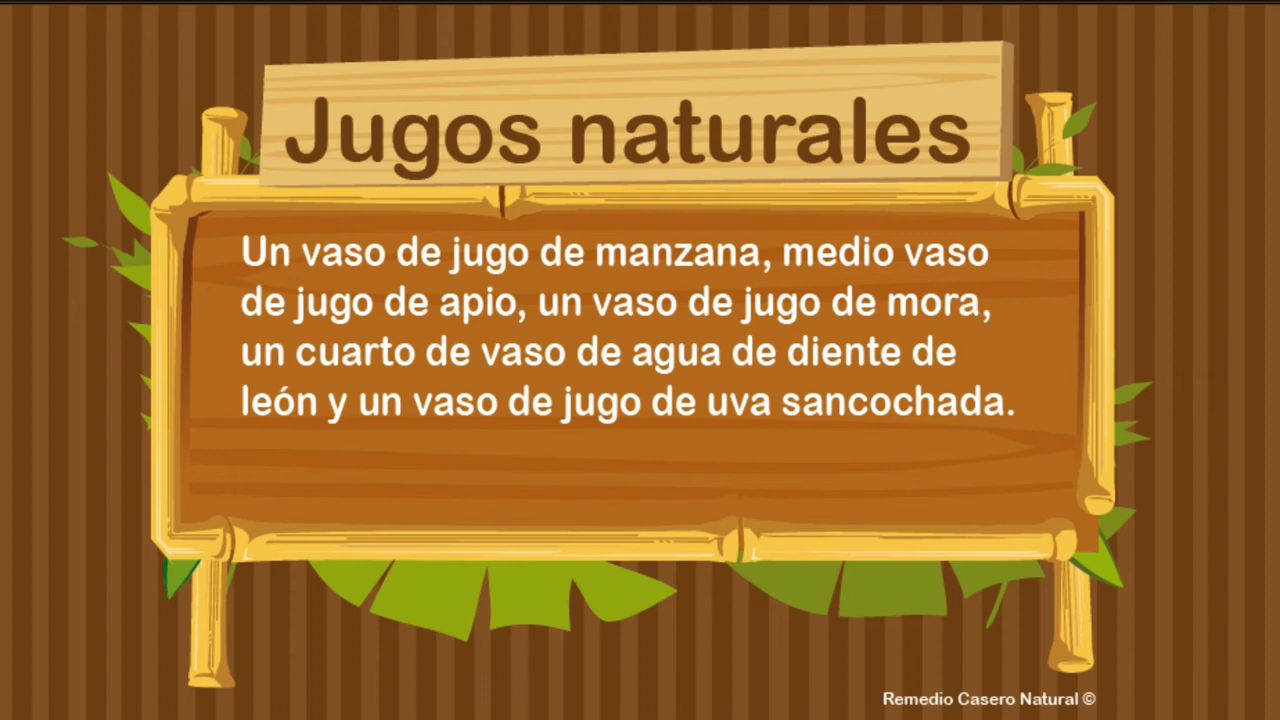 Jugos naturales
Un vaso de jugo de manzana, medio vaso
de jugo de apio, un vaso de jugo de mora,
un cuarto de vaso de agua de diente de
león y un vaso de jugo de uva sancochada.
Remedio Casero Natural ©